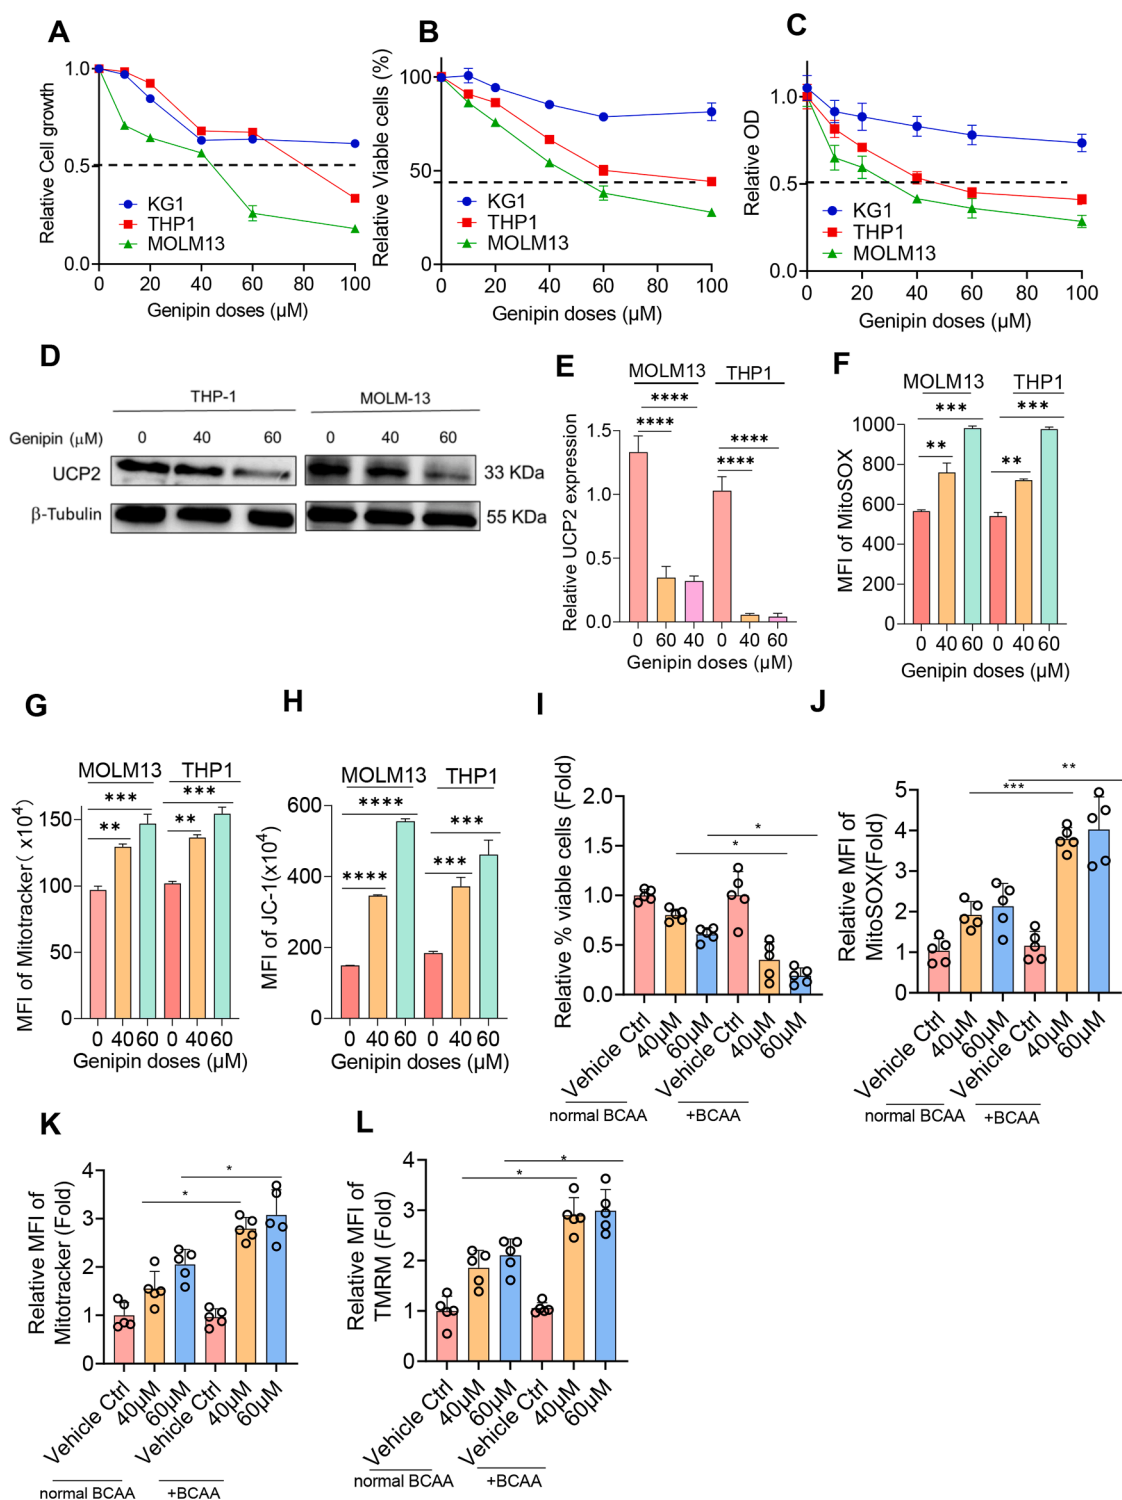 A
Relative Cell growth
1.0
0.5
0.0
KG1
THP1
MOLM13
0 20 40 60 80 100
Genipin doses (µM)
B
Relative Viable cells (%)
100
50
0
KG1
THP1
MOLM13
0 20 40 60 80 100
Genipin doses (µM)
C
Relative OD
1.0
0.5
0.0
KG1
THP1
MOLM13
0 20 40 60 80 100
Genipin doses (µM)
D
THP-1 MOLM-13
Genipin (µM) 0 40 60 0 40 60
UCP2 33 KDa
β-Tubulin 55 KDa
E
MOLM13 THP1
**** ****
**** ****
Relative UCP2 expression
1.5
1.0
0.5
0.0
0 60 40 0 40 60
Genipin doses (µM)
F
MOLM13 THP1
*** ***
** **
MFI of MitoSOX
1000
800
600
400
200
0
0 40 60 0 40 60
Genipin doses (µM)
G
MOLM13 THP1
*** ***
** **
MFI of Mitotracker( x10⁴)
150
100
50
0
0 40 60 0 40 60
Genipin doses (µM)
H
MOLM13 THP1
**** ***
**** ***
MFI of JC-1(x10⁴)
600
400
200
0
0 40 60 0 40 60
Genipin doses (µM)
I
Relative % viable cells (Fold)
2.0
1.5
1.0
0.5
0.0
*
*
Vehicle Ctrl
40µM
60µM
Vehicle Ctrl
40µM
60µM
normal BCAA +BCAA
J
Relative MFI of
MitoSOX(Fold)
5
4
3
2
1
0
**
***
Vehicle Ctrl
40µM
60µM
Vehicle Ctrl
40µM
60µM
normal BCAA +BCAA
K
Relative MFI of
Mitotracker (Fold)
4
3
2
1
0
*
*
Vehicle Ctrl
40µM
60µM
Vehicle Ctrl
40µM
60µM
normal BCAA +BCAA
L
Relative MFI of
TMRM (Fold)
4
3
2
1
0
*
*
Vehicle Ctrl
40µM
60µM
Vehicle Ctrl
40µM
60µM
normal BCAA +BCAA